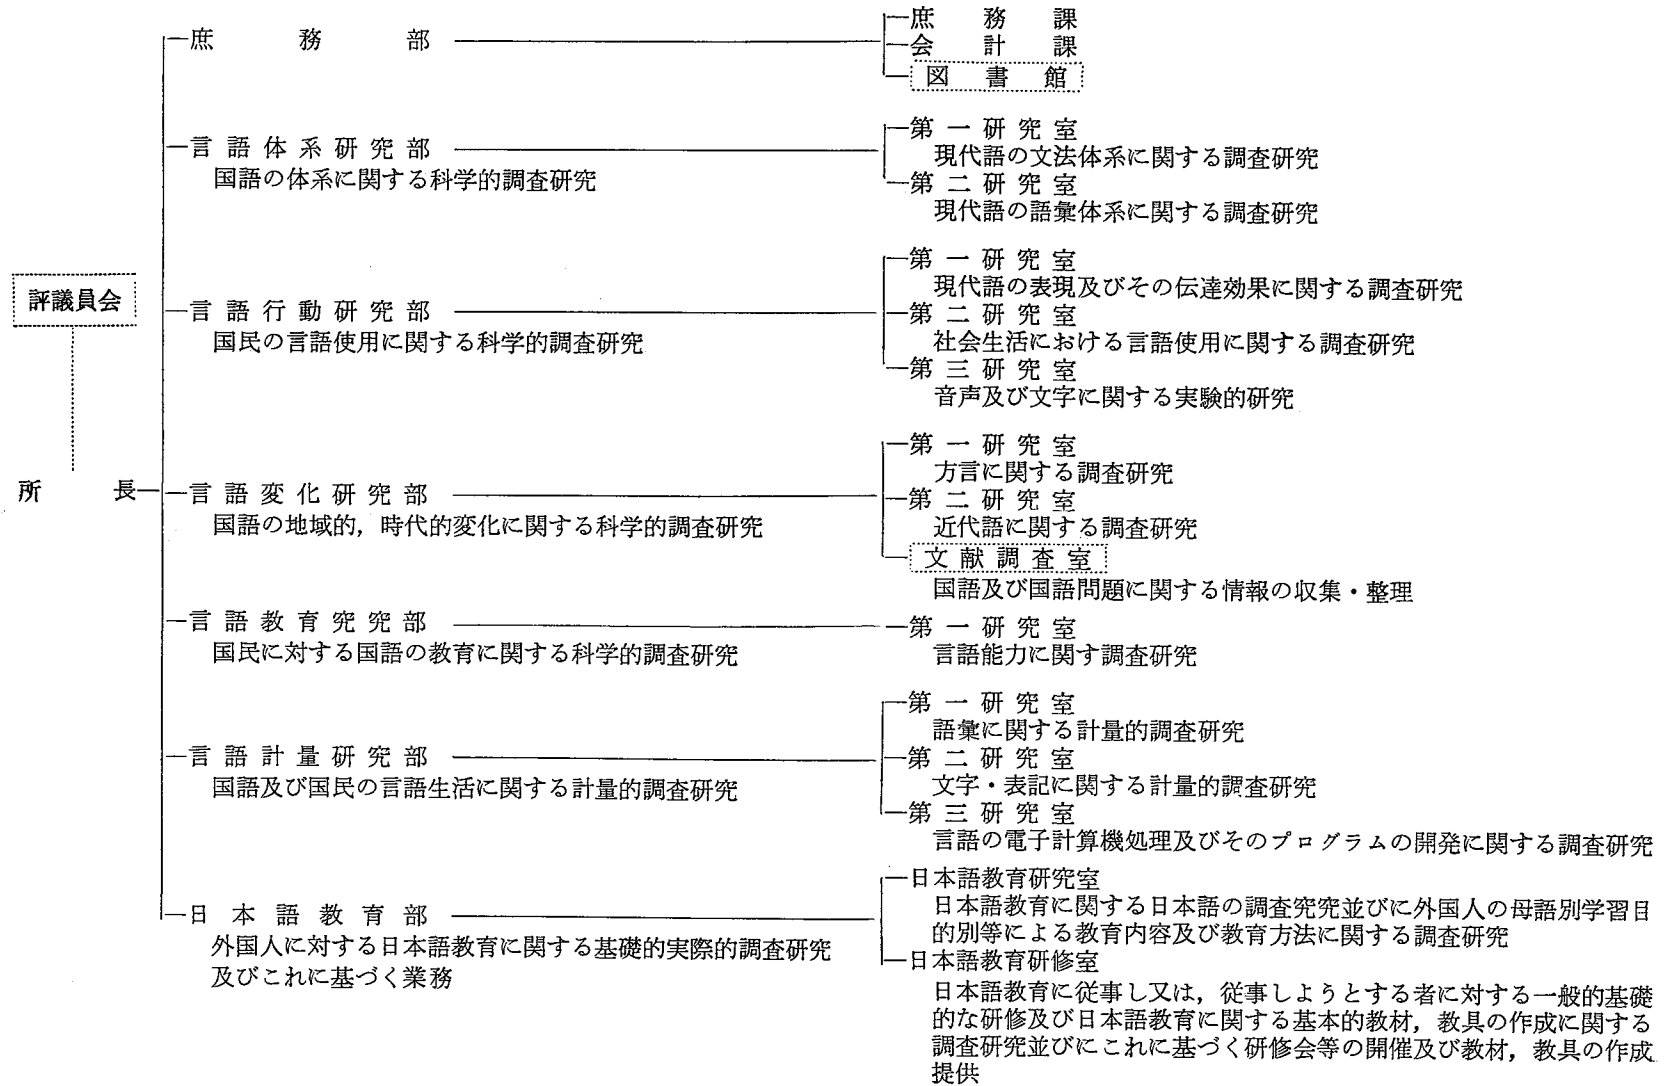 評議員会
所長
庶務部
庶務課
会計課
図書館
言語体系研究部
国語の体系に関する科学的調査研究
第一研究室
現代語の文法体系に関する調査研究
第二研究室
現代語の語彙体系に関する調査研究
言語行動研究部
国民の言語使用に関する科学的調査研究
第一研究室
現代語の表現及びその伝達効果に関する調査研究
第二研究室
社会生活における言語使用に関する調査研究
第三研究室
音声及び文字に関する実験的研究
言語変化研究部
国語の地域的，時代的変化に関する科学的調査研究
第一研究室
方言に関する調査研究
第二研究室
近代語に関する調査研究
文献調査室
国語及び国語問題に関する情報の収集・整理
言語教育究究部
国民に対する国語の教育に関する科学的調査研究
第一研究室
言語能力に関す調査研究
言語計量研究部
国語及び国民の言語生活に関する計量的調査研究
第一研究室
語彙に関する計量的調査研究
第二研究室
文字・表記に関する計量的調査研究
第三研究室
言語の電子計算機処理及びそのプログラムの開発に関する調査研究
日本語教育部
外国人に対する日本語教育に関する基礎的実際的調査研究
及びこれに基づく業務
日本語教育研究室
日本語教育に関する日本語の調査究究並びに外国人の母語別学習目
的別等による教育内容及び教育方法に関する調査研究
日本語教育研修室
日本語教育に従事し又は，従事しようとする者に対する一般的基礎
的な研修及び日本語教育に関する基本的教材，教具の作成に関する
調査研究並びにこれに基づく研修会等の開催及び教材，教具の作成
提供